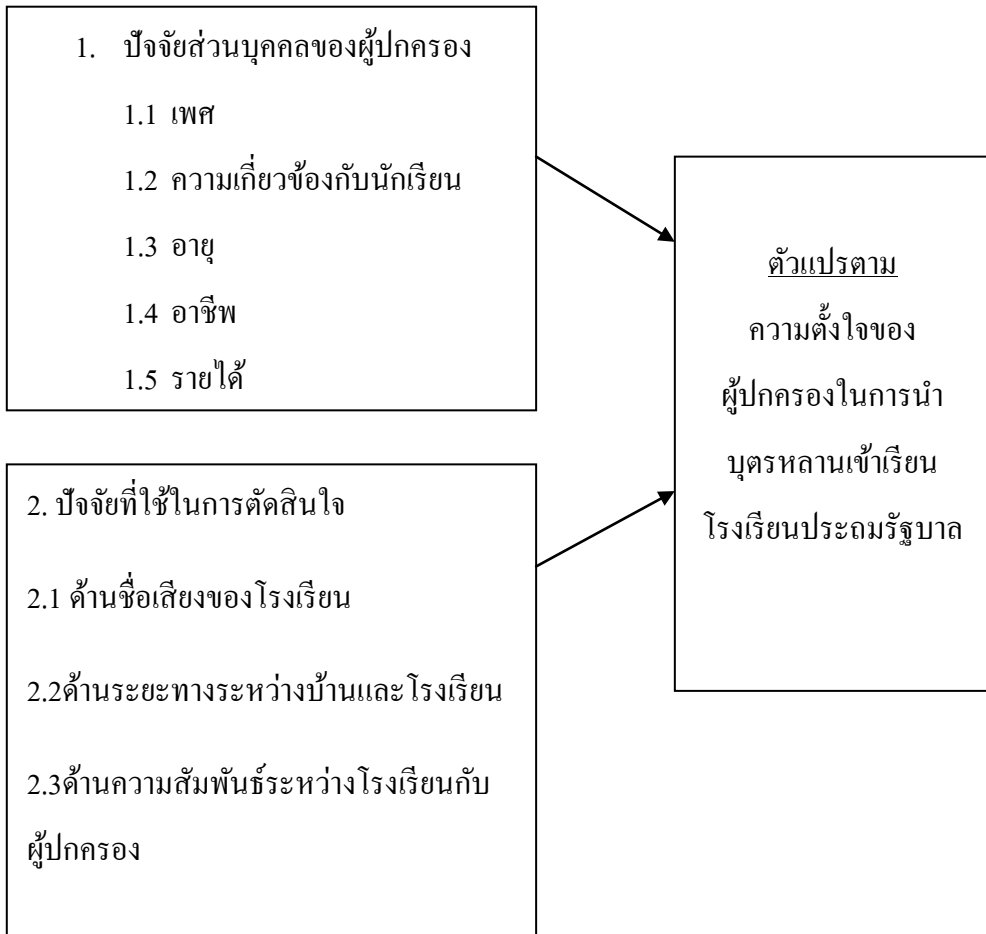 1. ปัจจัยส่วนบุคคลของผู้ปกครอง
1.1 เพศ
1.2 ความเกี่ยวข้องกับนักเรียน
1.3 อายุ
1.4 อาชีพ
1.5 รายได้
2. ปัจจัยที่ใช้ในการตัดสินใจ
2.1 ด้านชื่อเสียงของโรงเรียน
2.2ด้านระยะทางระหว่างบ้านและโรงเรียน
2.3ด้านความสัมพันธ์ระหว่างโรงเรียนกับ
ผู้ปกครอง
ตัวแปรตาม
ความตั้งใจของ
ผู้ปกครองในการนำ
บุตรหลานเข้าเรียน
โรงเรียนประถมรัฐบาล